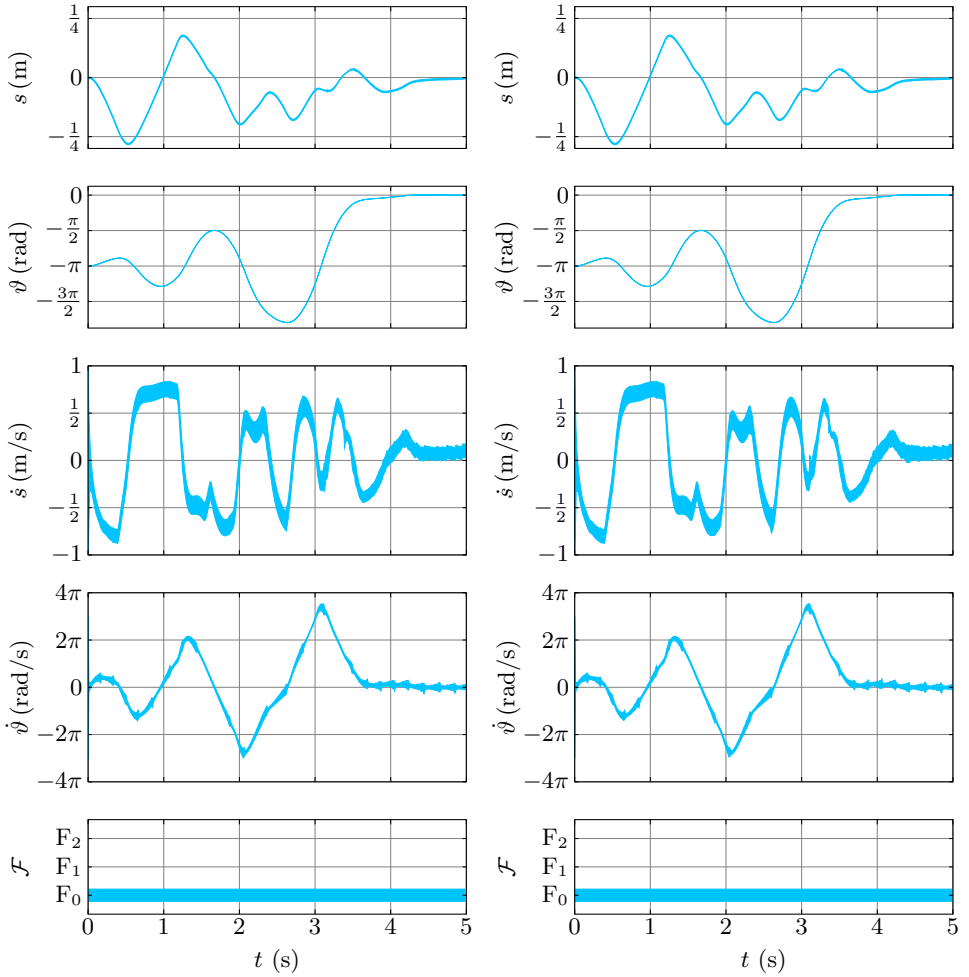 s (m)
1/4
0
−1/4
s (m)
1/4
0
−1/4
ϑ (rad)
0
−π/2
−π
−3π/2
ϑ (rad)
0
−π/2
−π
−3π/2
ṡ (m/s)
1
1/2
0
−1/2
−1
ṡ (m/s)
1
1/2
0
−1/2
−1
ϑ̇ (rad/s)
4π
2π
0
−2π
−4π
ϑ̇ (rad/s)
4π
2π
0
−2π
−4π
ℱ
F₂
F₁
F₀
0 1 2 3 4 5
t (s)
ℱ
F₂
F₁
F₀
0 1 2 3 4 5
t (s)